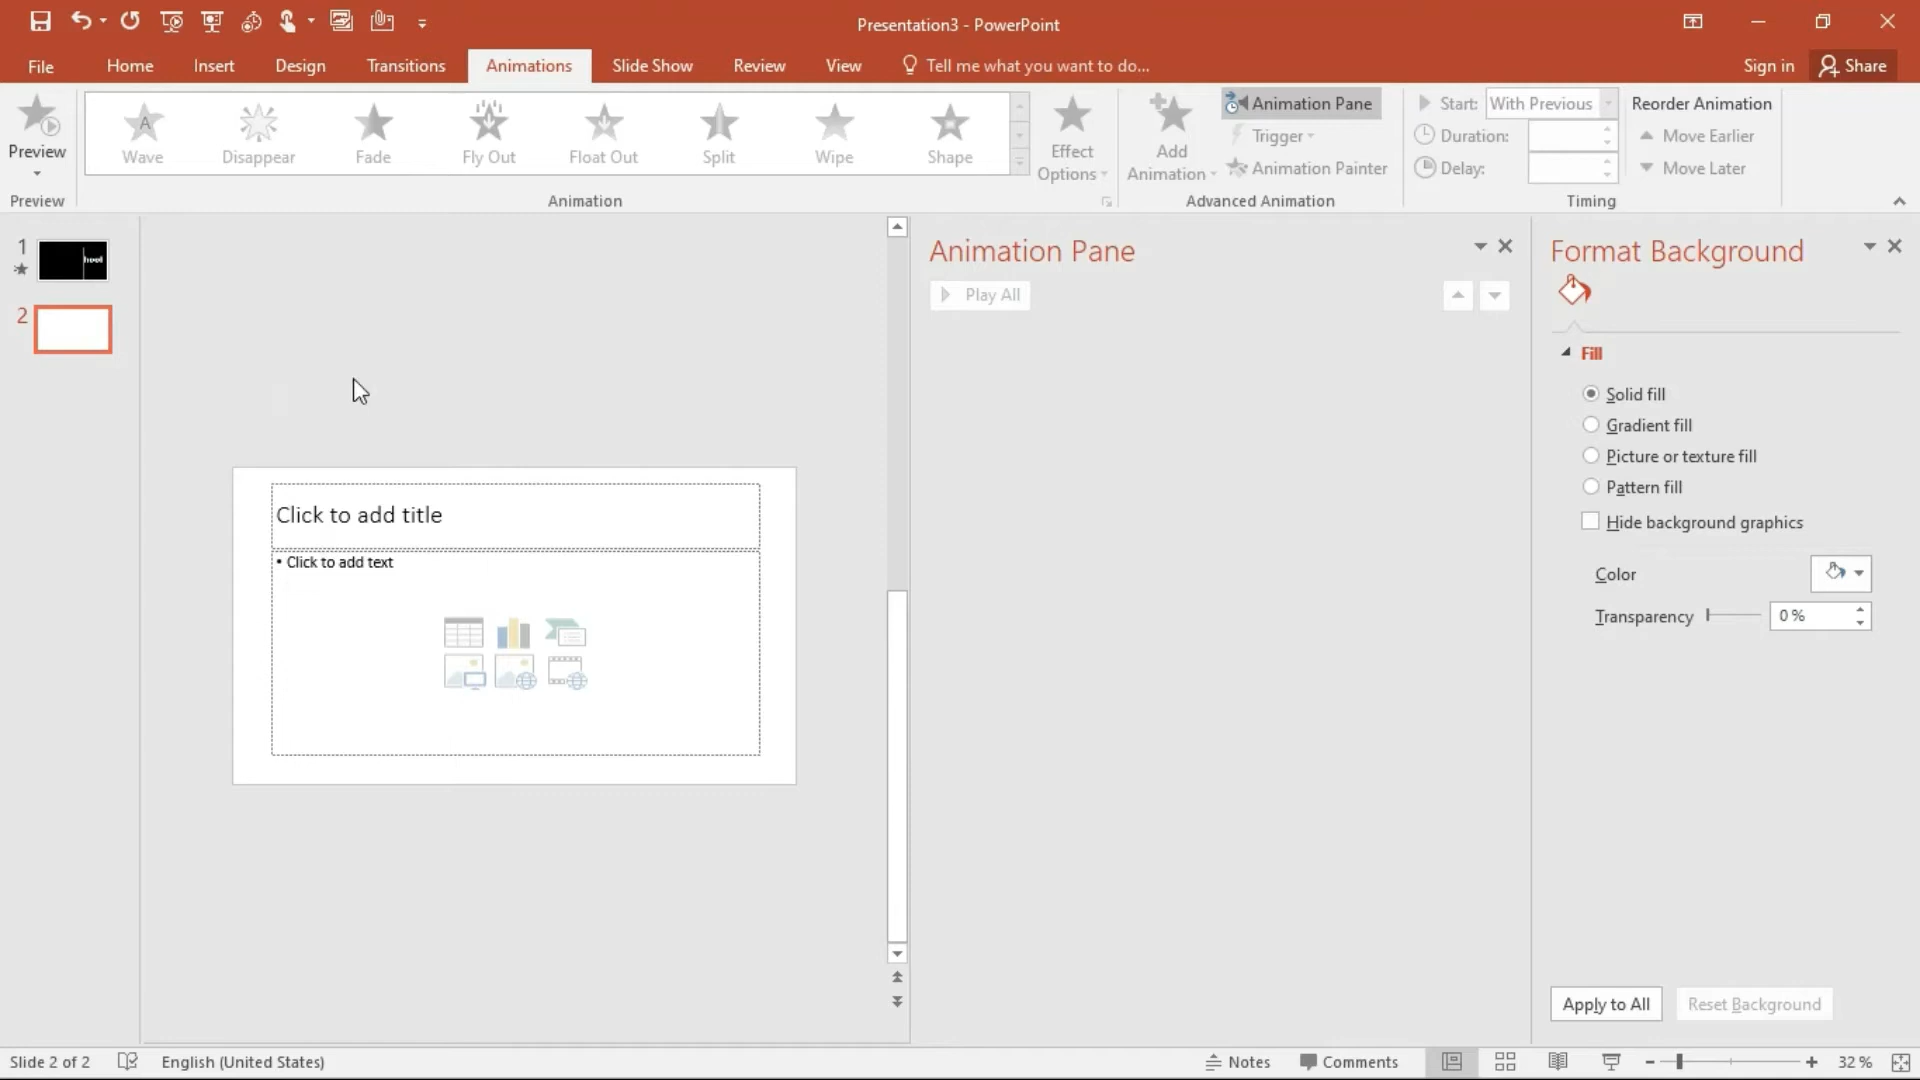 Presentation3 - PowerPoint
File Home Insert Design Transitions Animations Slide Show Review View Tell me what you want to do... Sign in Share
Preview
Preview
A
Wave Disappear Fade Fly Out Float Out Split Wipe Shape
Animation
Effect
Options
Add
Animation
Animation Pane
Trigger
Animation Painter
Advanced Animation
Start: With Previous
Duration:
Delay:
Timing
Reorder Animation
Move Earlier
Move Later
1
2
Click to add title
• Click to add text
Animation Pane
Play All
Format Background
Fill
Solid fill
Gradient fill
Picture or texture fill
Pattern fill
Hide background graphics
Color
Transparency 0 %
Apply to All Reset Background
Slide 2 of 2 English (United States) Notes Comments 32 %